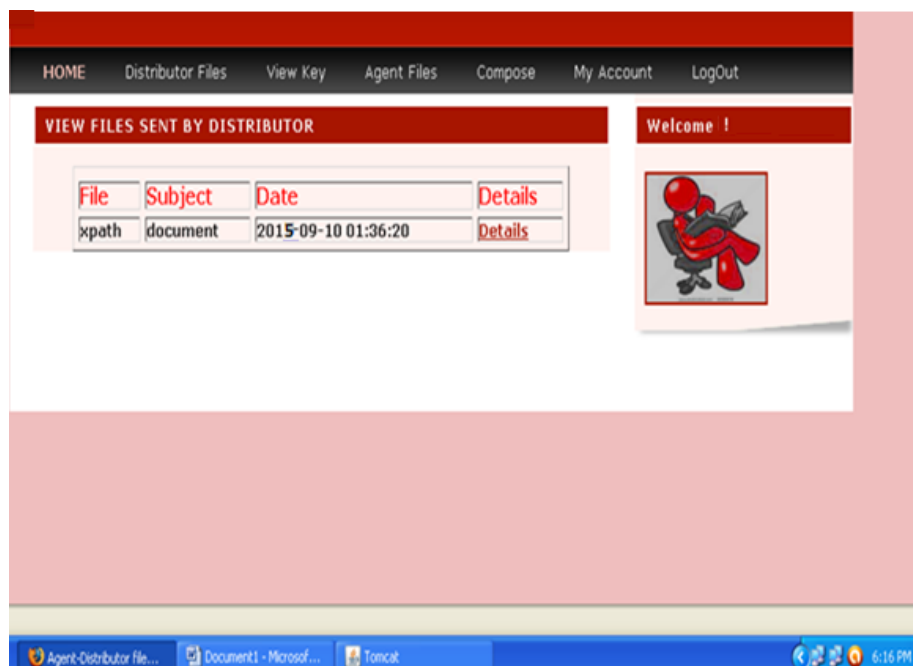 HOME Distributor Files View Key Agent Files Compose My Account LogOut
VIEW FILES SENT BY DISTRIBUTOR
Welcome !
File Subject Date Details
xpath document 2015-09-10 01:36:20 Details
Agent-Distributor file... Document1 - Microsof... Tomcat 6:16 PM